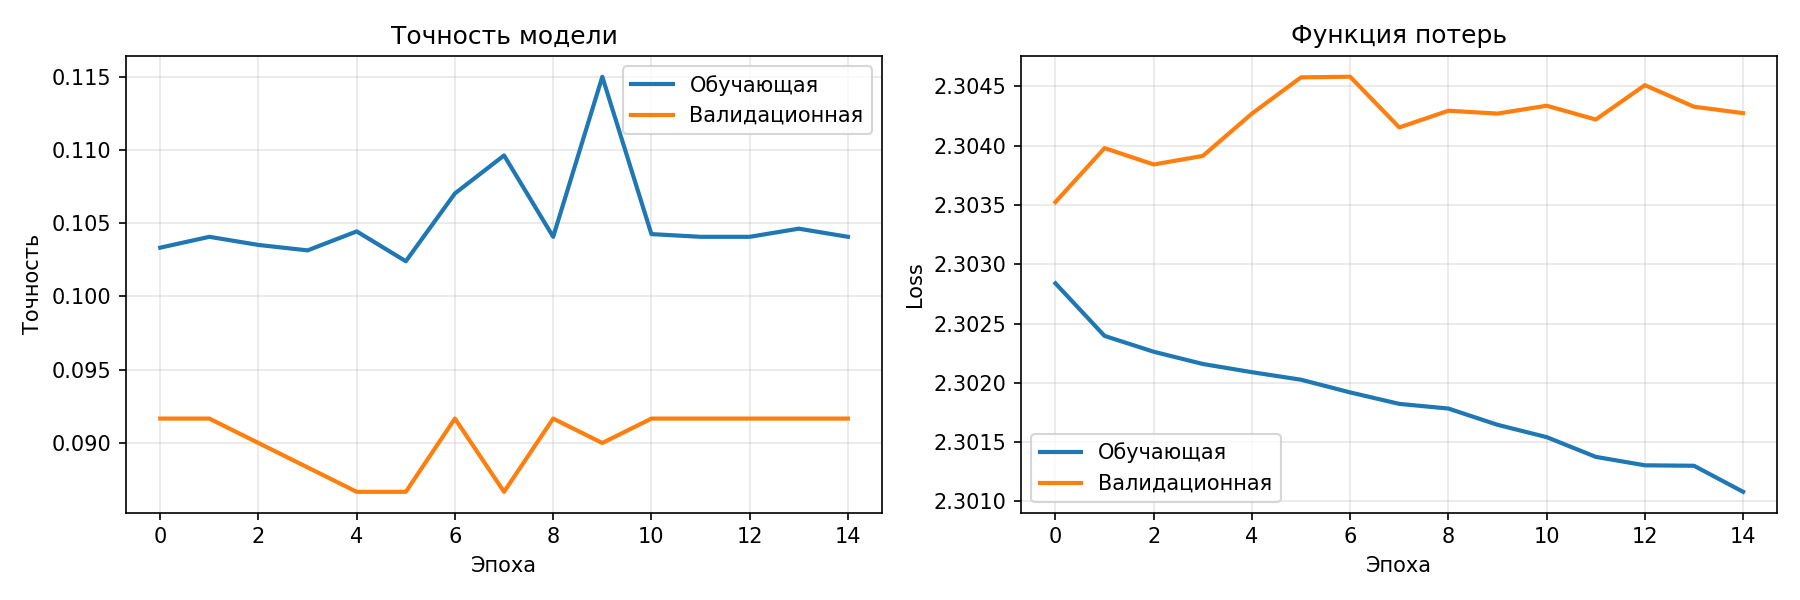 Точность модели
Точность
0.115
0.110
0.105
0.100
0.095
0.090
Обучающая
Валидационная
0 2 4 6 8 10 12 14
Эпоха
Функция потерь
Loss
2.3045
2.3040
2.3035
2.3030
2.3025
2.3020
2.3015
2.3010
Обучающая
Валидационная
0 2 4 6 8 10 12 14
Эпоха